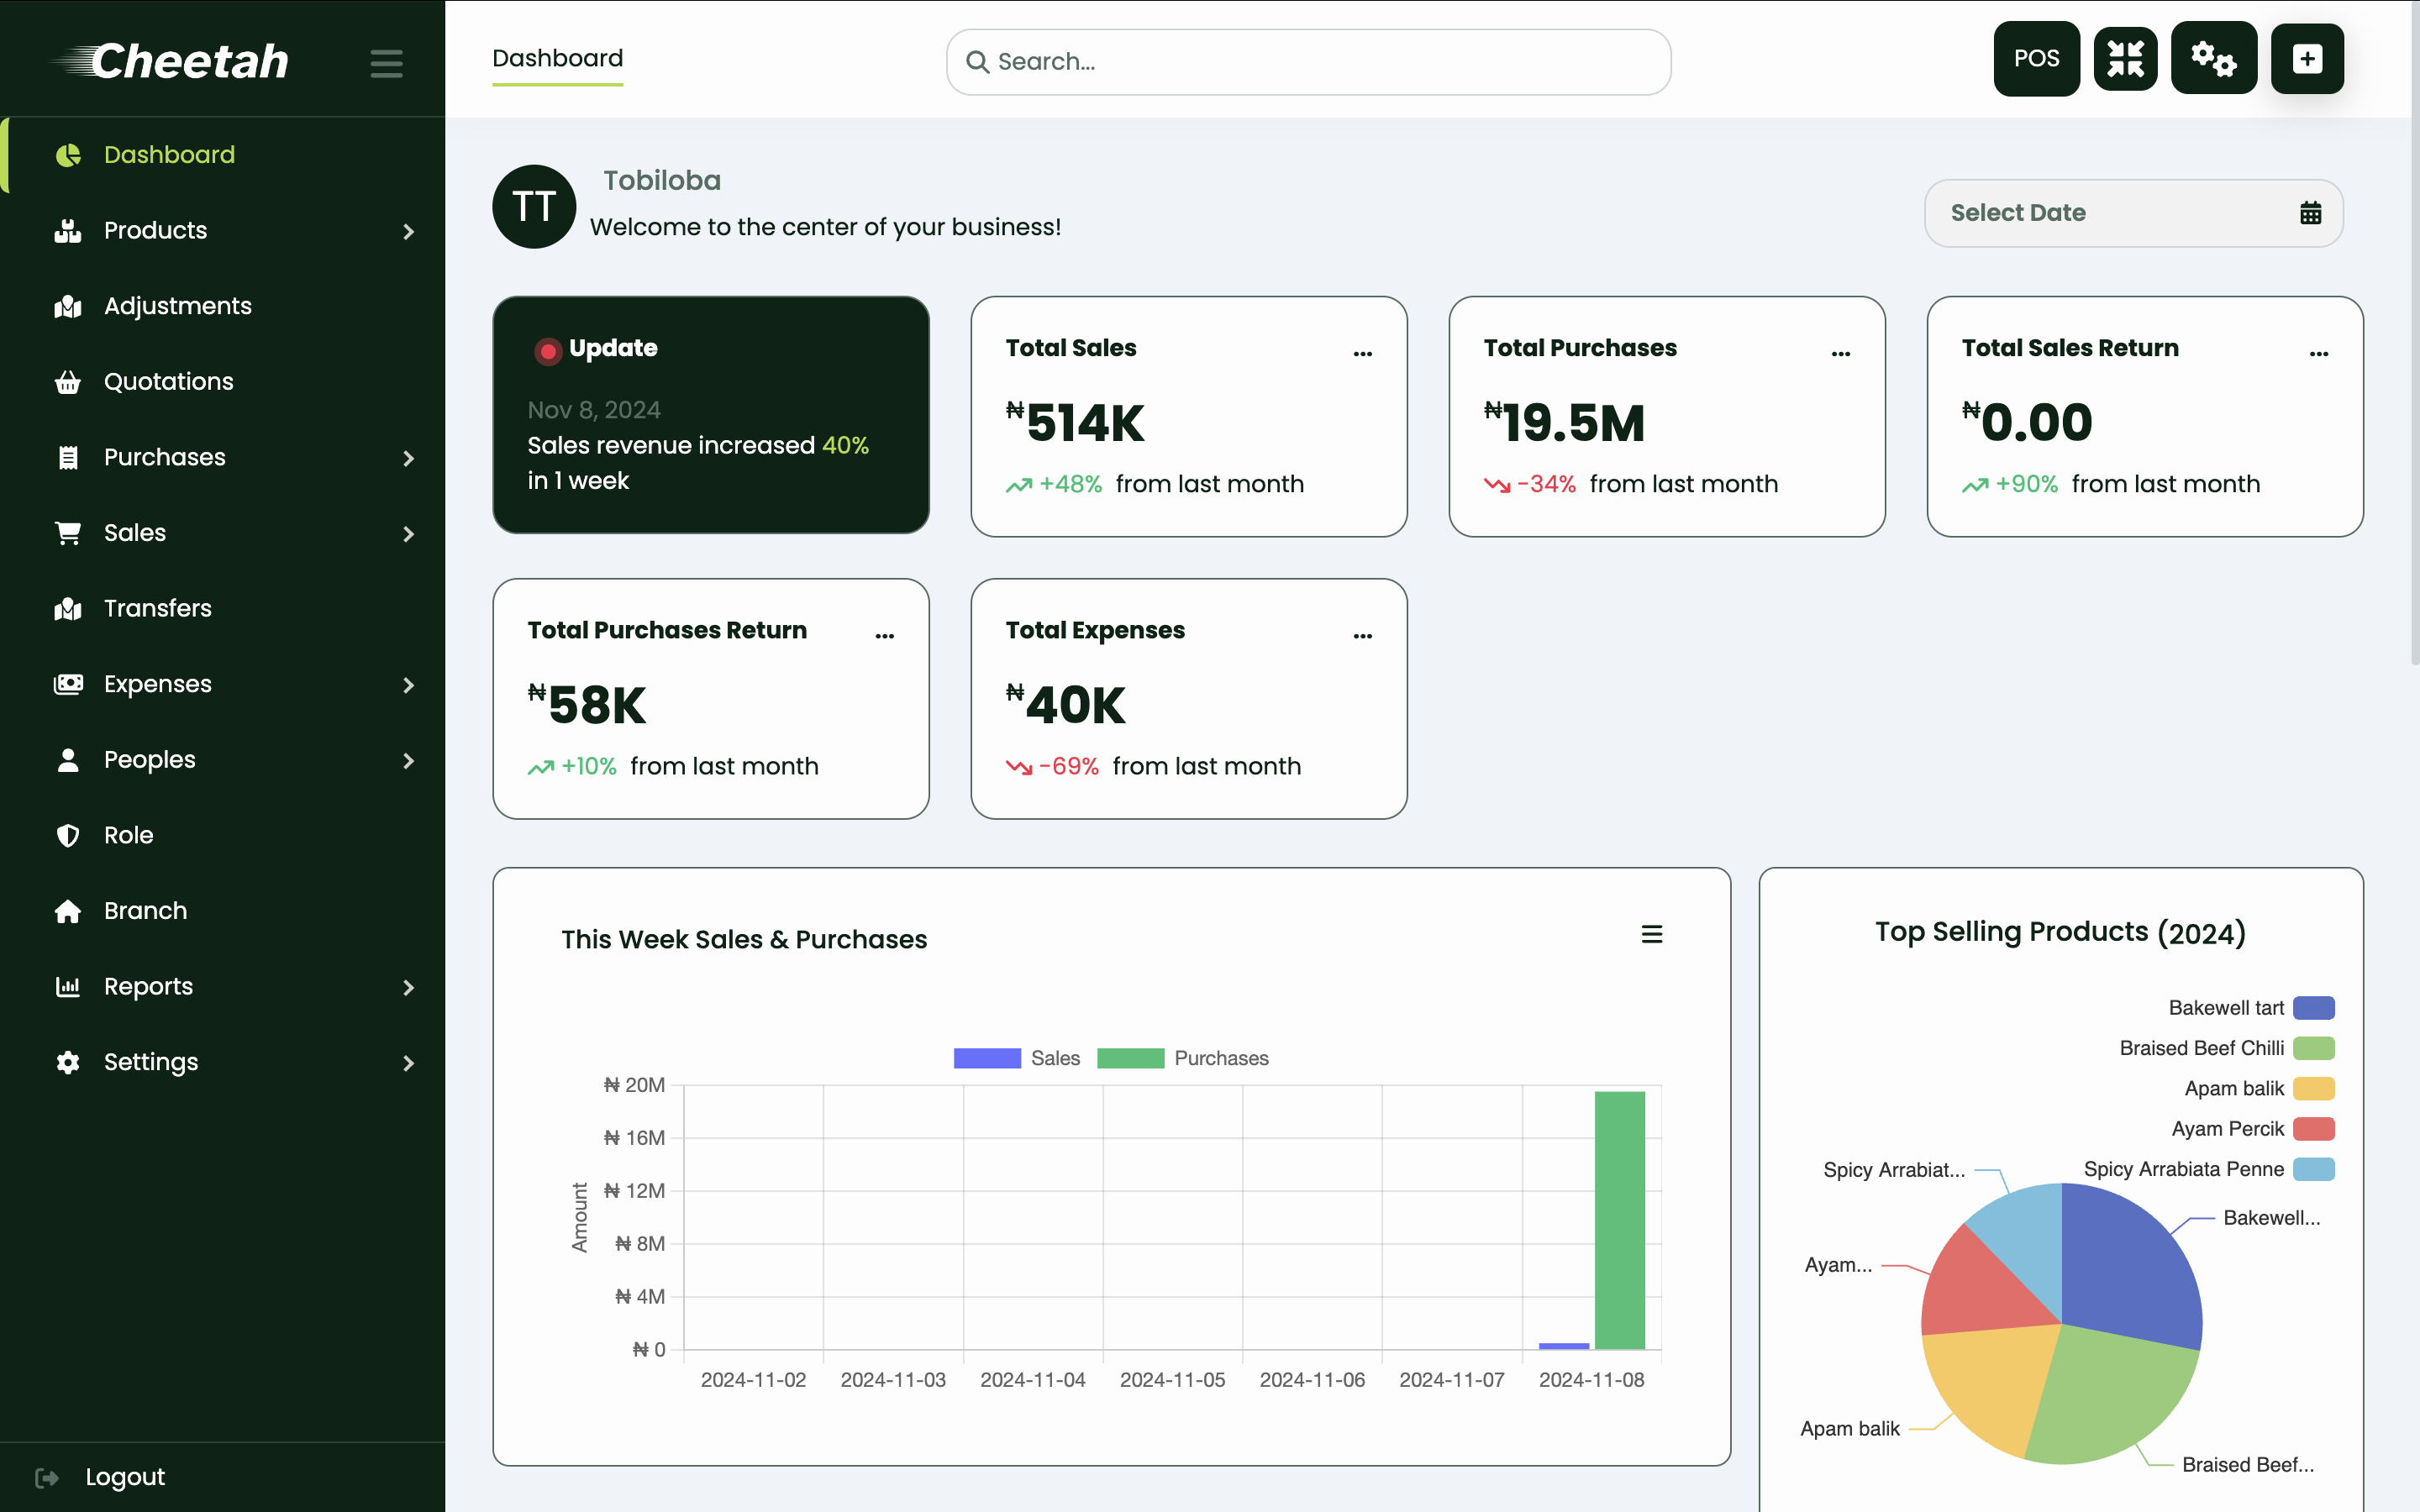 Cheetah
Dashboard
Products
Adjustments
Quotations
Purchases
Sales
Transfers
Expenses
Peoples
Role
Branch
Reports
Settings
Logout
Dashboard
Search...
POS
TT
Tobiloba
Welcome to the center of your business!
Select Date
Update
Nov 8, 2024
Sales revenue increased 40%
in 1 week
Total Sales
...
₦514K
+48% from last month
Total Purchases
...
₦19.5M
-34% from last month
Total Sales Return
...
₦0.00
+90% from last month
Total Purchases Return
...
₦58K
+10% from last month
Total Expenses
...
₦40K
-69% from last month
This Week Sales & Purchases
Sales
Purchases
Amount
₦ 20M
₦ 16M
₦ 12M
₦ 8M
₦ 4M
₦ 0
2024-11-02
2024-11-03
2024-11-04
2024-11-05
2024-11-06
2024-11-07
2024-11-08
Top Selling Products (2024)
Bakewell tart
Braised Beef Chilli
Apam balik
Ayam Percik
Spicy Arrabiata Penne
Spicy Arrabiat...
Bakewell...
Ayam...
Apam balik
Braised Beef...